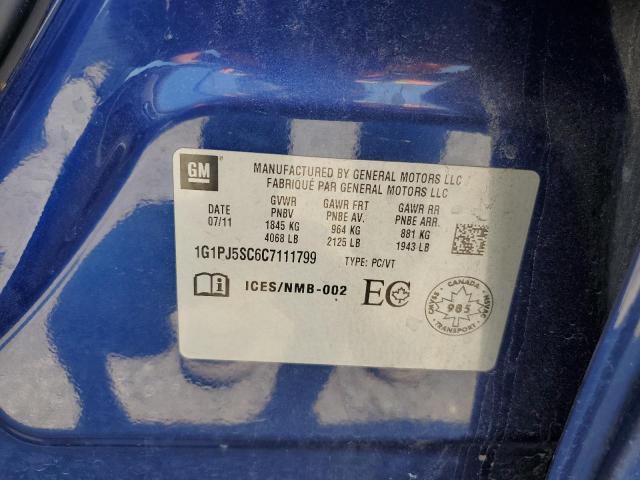 GM
MANUFACTURED BY GENERAL MOTORS LLC /
FABRIQUÉ PAR GENERAL MOTORS LLC
DATE GVWR GAWR FRT GAWR RR
PNBV PNBE AV. PNBE ARR.
07/11 1845 KG 964 KG 881 KG
4068 LB 2125 LB 1943 LB
1G1PJ5SC6C7111799 TYPE: PC/VT
ICES/NMB-002 EC
CANADA
CMVSS 985 NSVAC
TRANSPORT